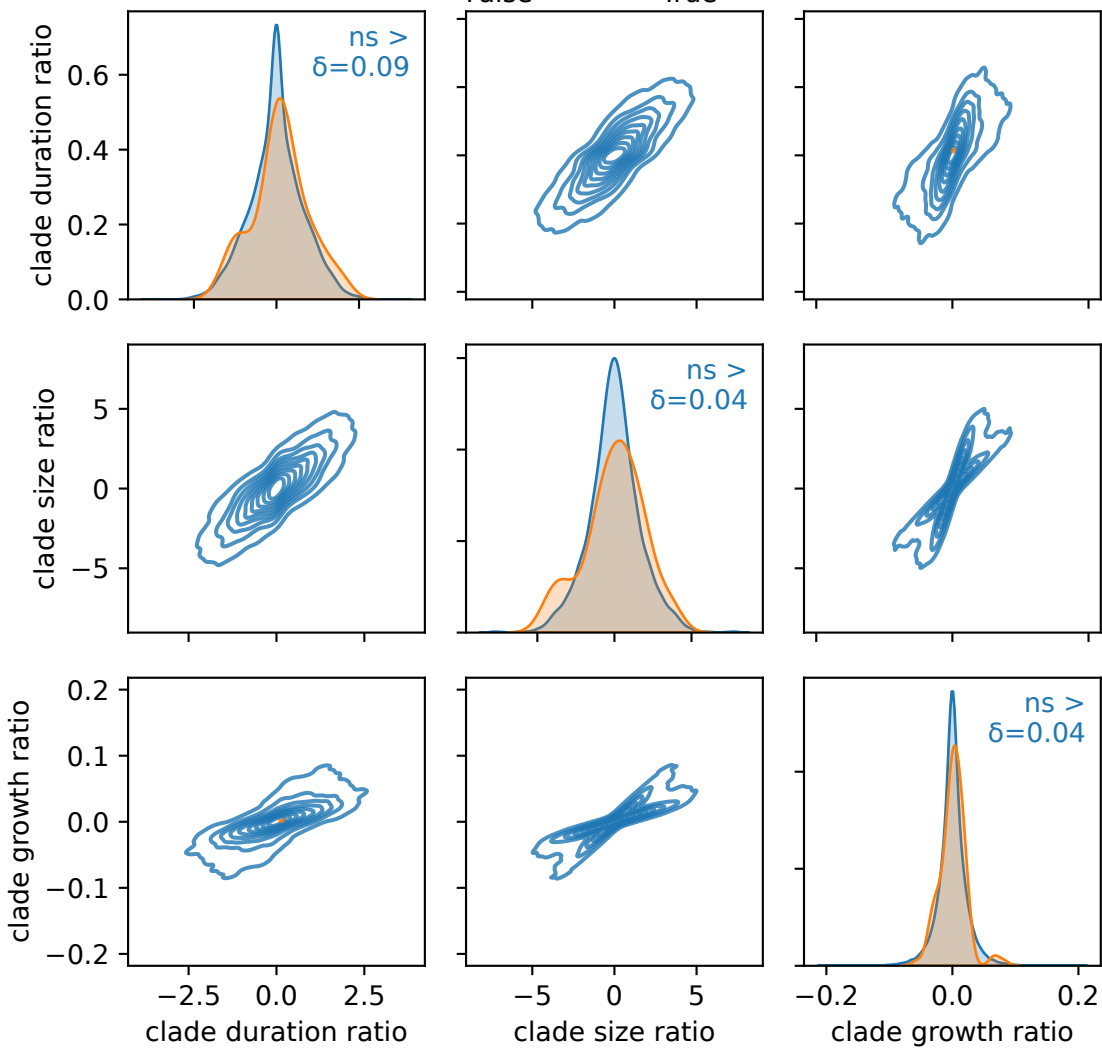 clade duration ratio
0.6
0.4
0.2
0.0
ns >
δ=0.09
clade size ratio
5
0
−5
ns >
δ=0.04
clade growth ratio
0.2
0.1
0.0
−0.1
−0.2
ns >
δ=0.04
−2.5 0.0 2.5
clade duration ratio
−5 0 5
clade size ratio
−0.2 0.0 0.2
clade growth ratio